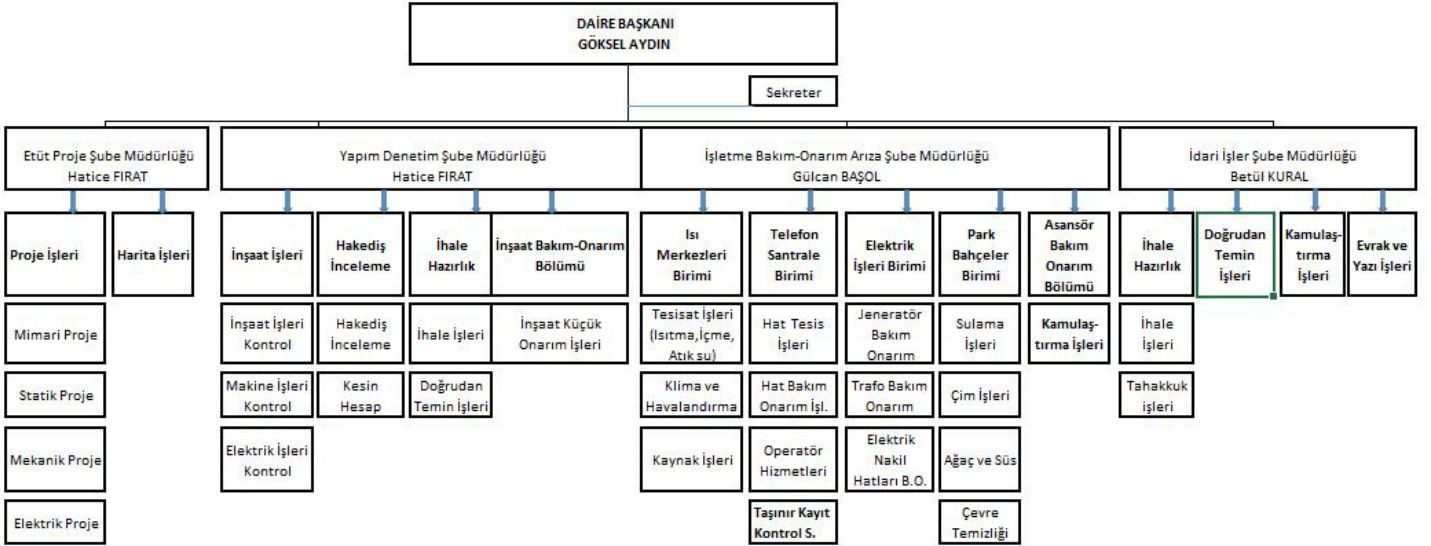 DAİRE BAŞKANI
GÖKSEL AYDIN
Sekreter
Etüt Proje Şube Müdürlüğü
Hatice FIRAT
Yapım Denetim Şube Müdürlüğü
Hatice FIRAT
İşletme Bakım-Onarım Arıza Şube Müdürlüğü
Gülcan BAŞOL
İdari İşler Şube Müdürlüğü
Betül KURAL
Proje İşleri
Harita İşleri
İnşaat İşleri
Hakediş
İnceleme
İhale
Hazırlık
İnşaat Bakım-Onarım
Bölümü
Isı
Merkezleri
Birimi
Telefon
Santrale
Birimi
Elektrik
İşleri Birimi
Park
Bahçeler
Birimi
Asansör
Bakım
Onarım
Bölümü
İhale
Hazırlık
Doğrudan
Temin
İşleri
Kamulaş-
tırma
İşleri
Evrak ve
Yazı İşleri
Mimari Proje
İnşaat İşleri
Kontrol
Hakediş
İnceleme
İhale İşleri
İnşaat Küçük
Onarım İşleri
Tesisat İşleri
(Isıtma,İçme,
Atık su)
Hat Tesis
İşleri
Jeneratör
Bakım
Onarım
Sulama
İşleri
Kamulaş-
tırma İşleri
İhale
İşleri
Statik Proje
Makine İşleri
Kontrol
Kesin
Hesap
Doğrudan
Temin İşleri
Klima ve
Havalandırma
Hat Bakım
Onarım İşl.
Trafo Bakım
Onarım
Çim İşleri
Tahakkuk
işleri
Mekanik Proje
Elektrik İşleri
Kontrol
Kaynak İşleri
Operatör
Hizmetleri
Elektrik
Nakil
Hatları B.O.
Ağaç ve Süs
Elektrik Proje
Taşınır Kayıt
Kontrol S.
Çevre
Temizliği